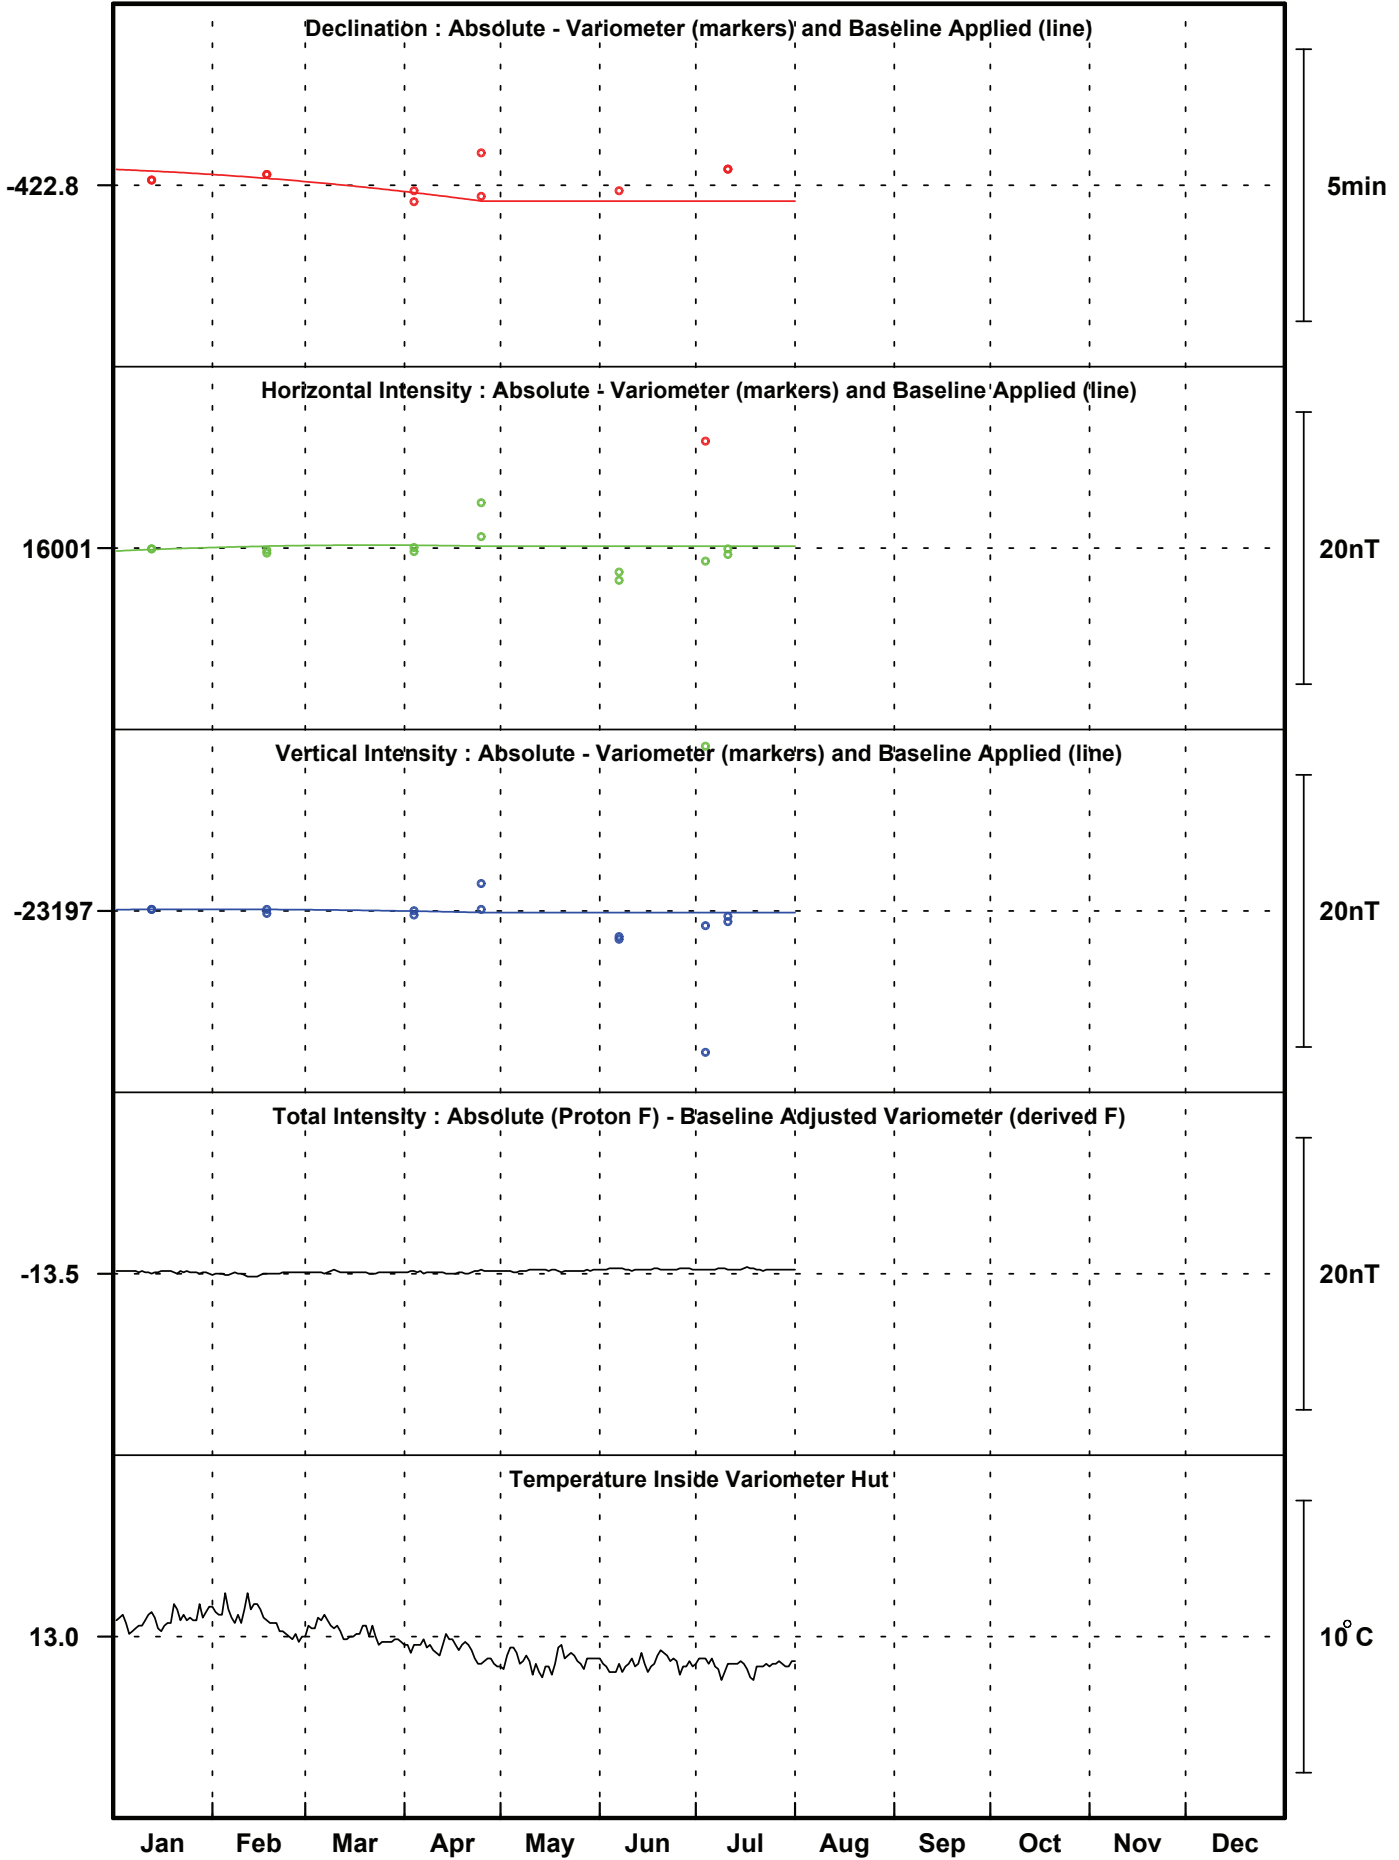 Declination : Absolute - Variometer (markers) and Baseline Applied (line)
-422.8
5min
Horizontal Intensity : Absolute - Variometer (markers) and Baseline Applied (line)
16001
20nT
Vertical Intensity : Absolute - Variometer (markers) and Baseline Applied (line)
-23197
20nT
Total Intensity : Absolute (Proton F) - Baseline Adjusted Variometer (derived F)
-13.5
20nT
Temperature Inside Variometer Hut
13.0
10°C
Jan Feb Mar Apr May Jun Jul Aug Sep Oct Nov Dec